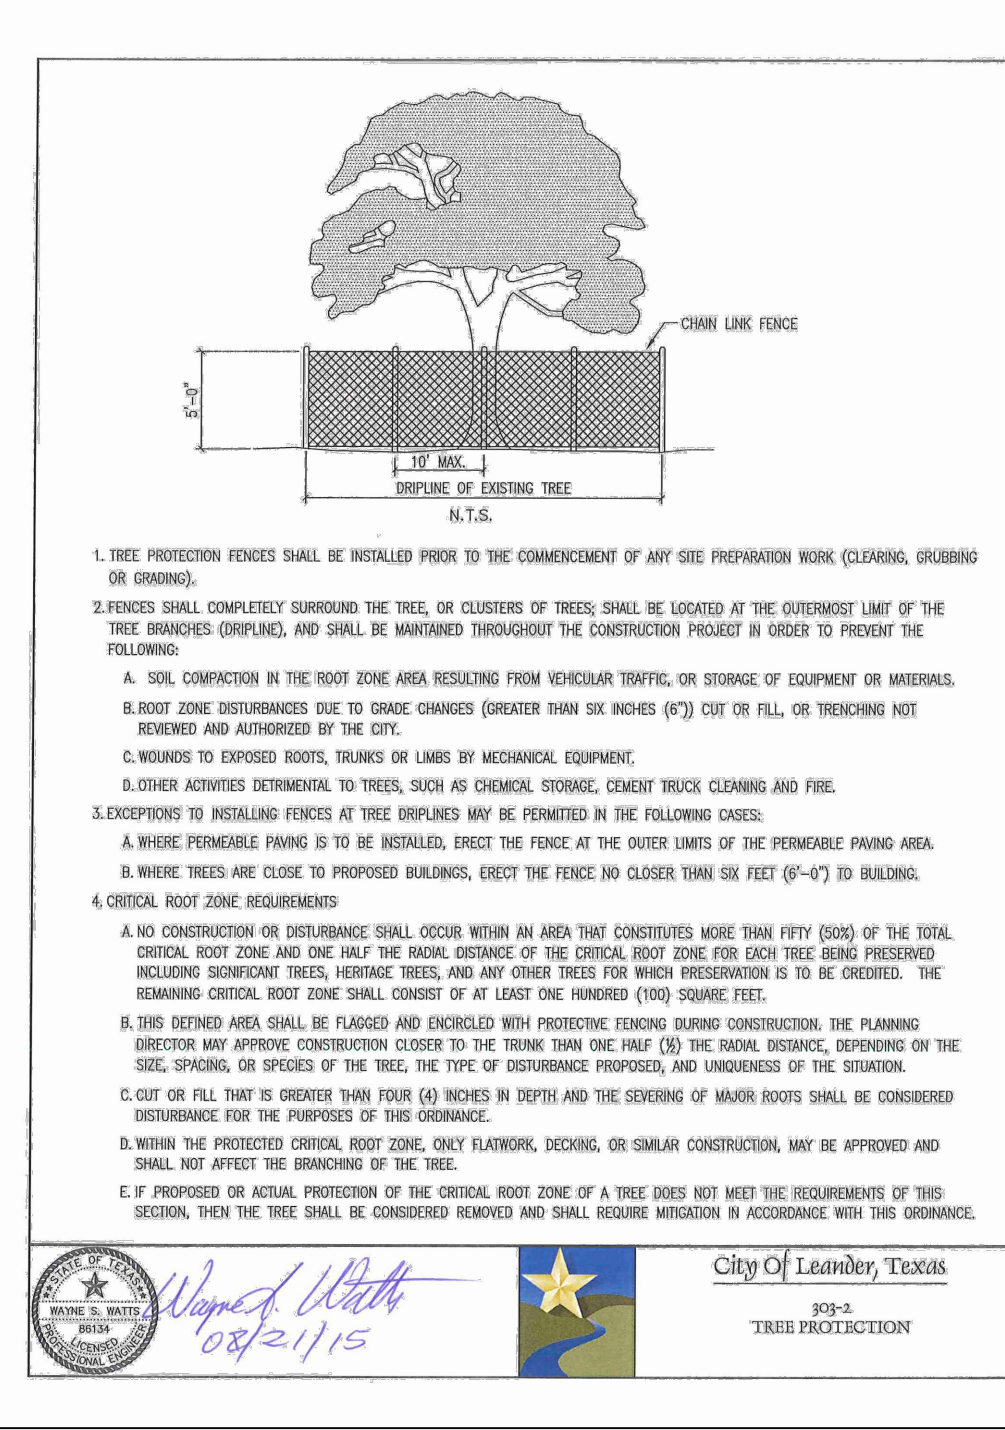 CHAIN LINK FENCE
5'-0"
10' MAX.
DRIPLINE OF EXISTING TREE
N.T.S.
1. TREE PROTECTION FENCES SHALL BE INSTALLED PRIOR TO THE COMMENCEMENT OF ANY SITE PREPARATION WORK (CLEARING, GRUBBING
OR GRADING).
2. FENCES SHALL COMPLETELY SURROUND THE TREE, OR CLUSTERS OF TREES; SHALL BE LOCATED AT THE OUTERMOST LIMIT OF THE
TREE BRANCHES (DRIPLINE), AND SHALL BE MAINTAINED THROUGHOUT THE CONSTRUCTION PROJECT IN ORDER TO PREVENT THE
FOLLOWING:
A. SOIL COMPACTION IN THE ROOT ZONE AREA RESULTING FROM VEHICULAR TRAFFIC, OR STORAGE OF EQUIPMENT OR MATERIALS.
B. ROOT ZONE DISTURBANCES DUE TO GRADE CHANGES (GREATER THAN SIX INCHES (6")) CUT OR FILL, OR TRENCHING NOT
REVIEWED AND AUTHORIZED BY THE CITY.
C. WOUNDS TO EXPOSED ROOTS, TRUNKS OR LIMBS BY MECHANICAL EQUIPMENT.
D. OTHER ACTIVITIES DETRIMENTAL TO TREES, SUCH AS CHEMICAL STORAGE, CEMENT TRUCK CLEANING AND FIRE.
3. EXCEPTIONS TO INSTALLING FENCES AT TREE DRIPLINES MAY BE PERMITTED IN THE FOLLOWING CASES:
A. WHERE PERMEABLE PAVING IS TO BE INSTALLED, ERECT THE FENCE AT THE OUTER LIMITS OF THE PERMEABLE PAVING AREA.
B. WHERE TREES ARE CLOSE TO PROPOSED BUILDINGS, ERECT THE FENCE NO CLOSER THAN SIX FEET (6'-0") TO BUILDING.
4. CRITICAL ROOT ZONE REQUIREMENTS
A. NO CONSTRUCTION OR DISTURBANCE SHALL OCCUR WITHIN AN AREA THAT CONSTITUTES MORE THAN FIFTY (50%) OF THE TOTAL
CRITICAL ROOT ZONE AND ONE HALF THE RADIAL DISTANCE OF THE CRITICAL ROOT ZONE FOR EACH TREE BEING PRESERVED
INCLUDING SIGNIFICANT TREES, HERITAGE TREES, AND ANY OTHER TREES FOR WHICH PRESERVATION IS TO BE CREDITED. THE
REMAINING CRITICAL ROOT ZONE SHALL CONSIST OF AT LEAST ONE HUNDRED (100) SQUARE FEET.
B. THIS DEFINED AREA SHALL BE FLAGGED AND ENCIRCLED WITH PROTECTIVE FENCING DURING CONSTRUCTION. THE PLANNING
DIRECTOR MAY APPROVE CONSTRUCTION CLOSER TO THE TRUNK THAN ONE HALF (½) THE RADIAL DISTANCE, DEPENDING ON THE
SIZE, SPACING, OR SPECIES OF THE TREE, THE TYPE OF DISTURBANCE PROPOSED, AND UNIQUENESS OF THE SITUATION.
C. CUT OR FILL THAT IS GREATER THAN FOUR (4) INCHES IN DEPTH AND THE SEVERING OF MAJOR ROOTS SHALL BE CONSIDERED
DISTURBANCE FOR THE PURPOSES OF THIS ORDINANCE.
D. WITHIN THE PROTECTED CRITICAL ROOT ZONE, ONLY FLATWORK, DECKING, OR SIMILAR CONSTRUCTION, MAY BE APPROVED AND
SHALL NOT AFFECT THE BRANCHING OF THE TREE.
E. IF PROPOSED OR ACTUAL PROTECTION OF THE CRITICAL ROOT ZONE OF A TREE DOES NOT MEET THE REQUIREMENTS OF THIS
SECTION, THEN THE TREE SHALL BE CONSIDERED REMOVED AND SHALL REQUIRE MITIGATION IN ACCORDANCE WITH THIS ORDINANCE.
STATE OF TEXAS
WAYNE S. WATTS
86134
LICENSED
PROFESSIONAL ENGINEER
Wayne S. Watts
08/21/15
City Of Leander, Texas
303-2
TREE PROTECTION